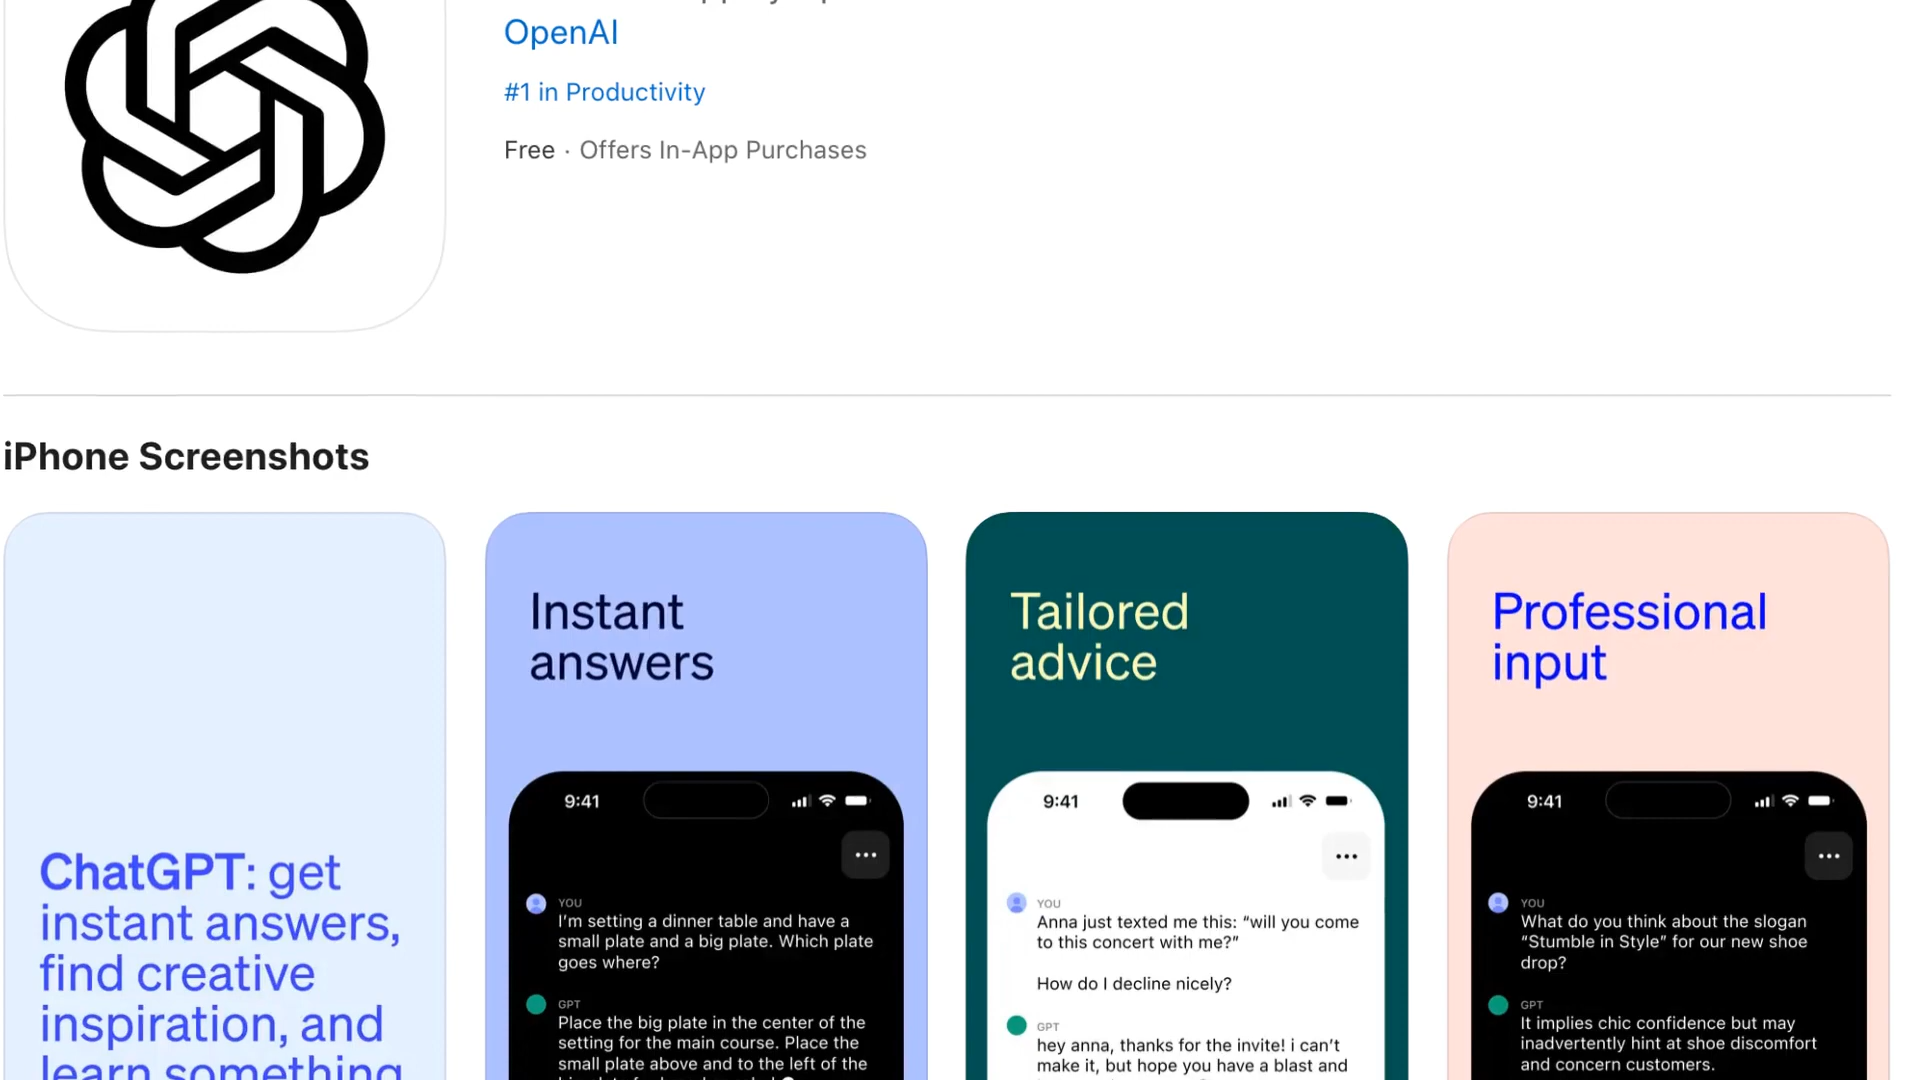 OpenAI
#1 in Productivity
Free · Offers In-App Purchases
iPhone Screenshots
ChatGPT: get
instant answers,
find creative
inspiration, and
learn something
Instant
answers
9:41
YOU
I’m setting a dinner table and have a
small plate and a big plate. Which plate
goes where?
GPT
Place the big plate in the center of the
setting for the main course. Place the
small plate above and to the left of the
Tailored
advice
9:41
YOU
Anna just texted me this: “will you come
to this concert with me?”
How do I decline nicely?
GPT
hey anna, thanks for the invite! i can’t
make it, but hope you have a blast and
Professional
input
9:41
YOU
What do you think about the slogan
“Stumble in Style” for our new shoe
drop?
GPT
It implies chic confidence but may
inadvertently hint at shoe discomfort
and concern customers.